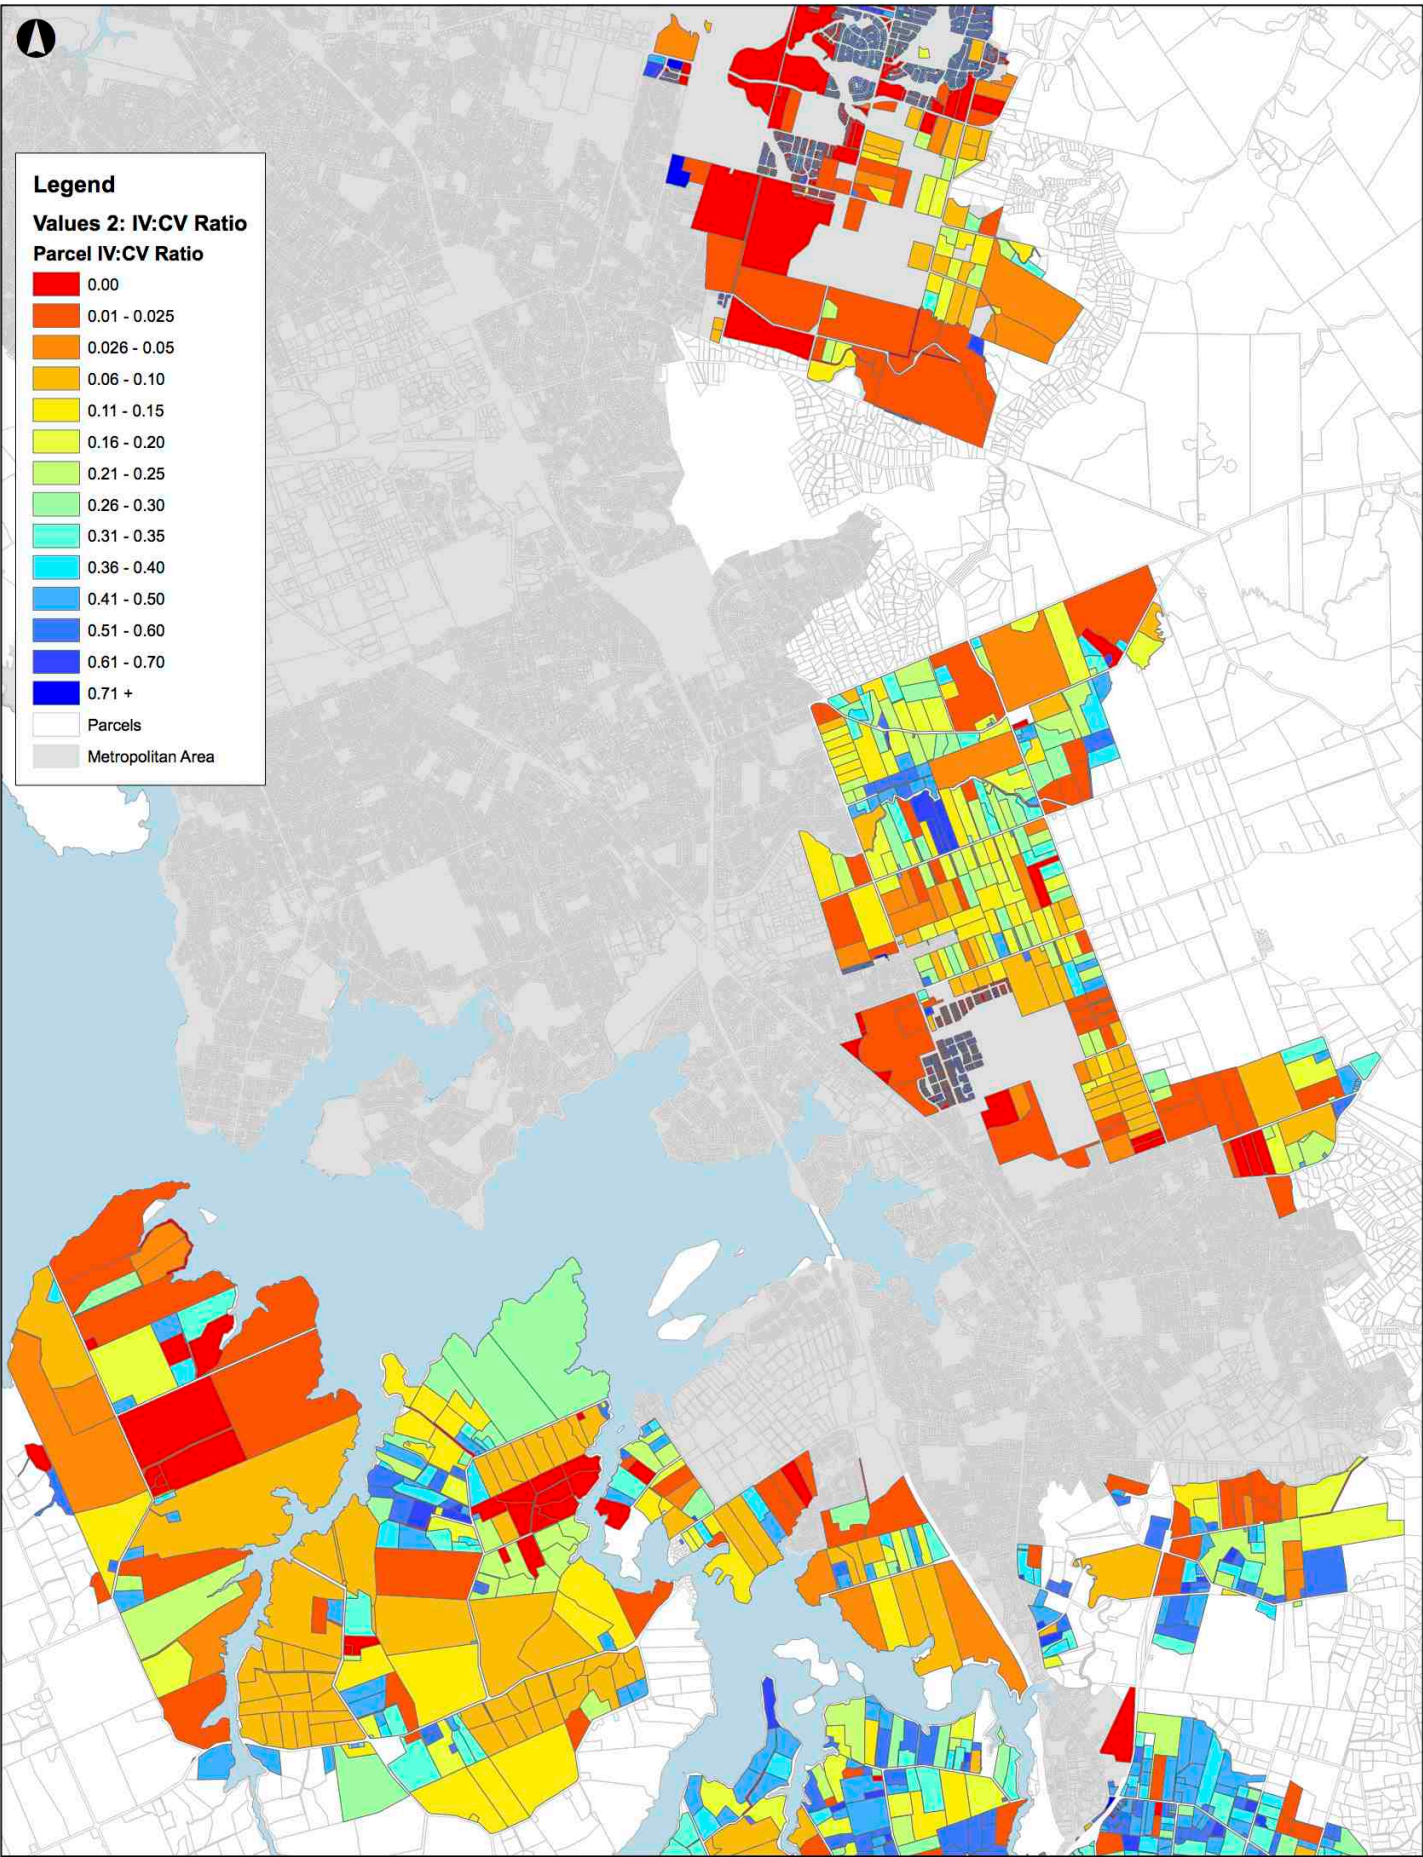 Legend
Values 2: IV:CV Ratio
Parcel IV:CV Ratio
0.00
0.01 - 0.025
0.026 - 0.05
0.06 - 0.10
0.11 - 0.15
0.16 - 0.20
0.21 - 0.25
0.26 - 0.30
0.31 - 0.35
0.36 - 0.40
0.41 - 0.50
0.51 - 0.60
0.61 - 0.70
0.71 +
Parcels
Metropolitan Area